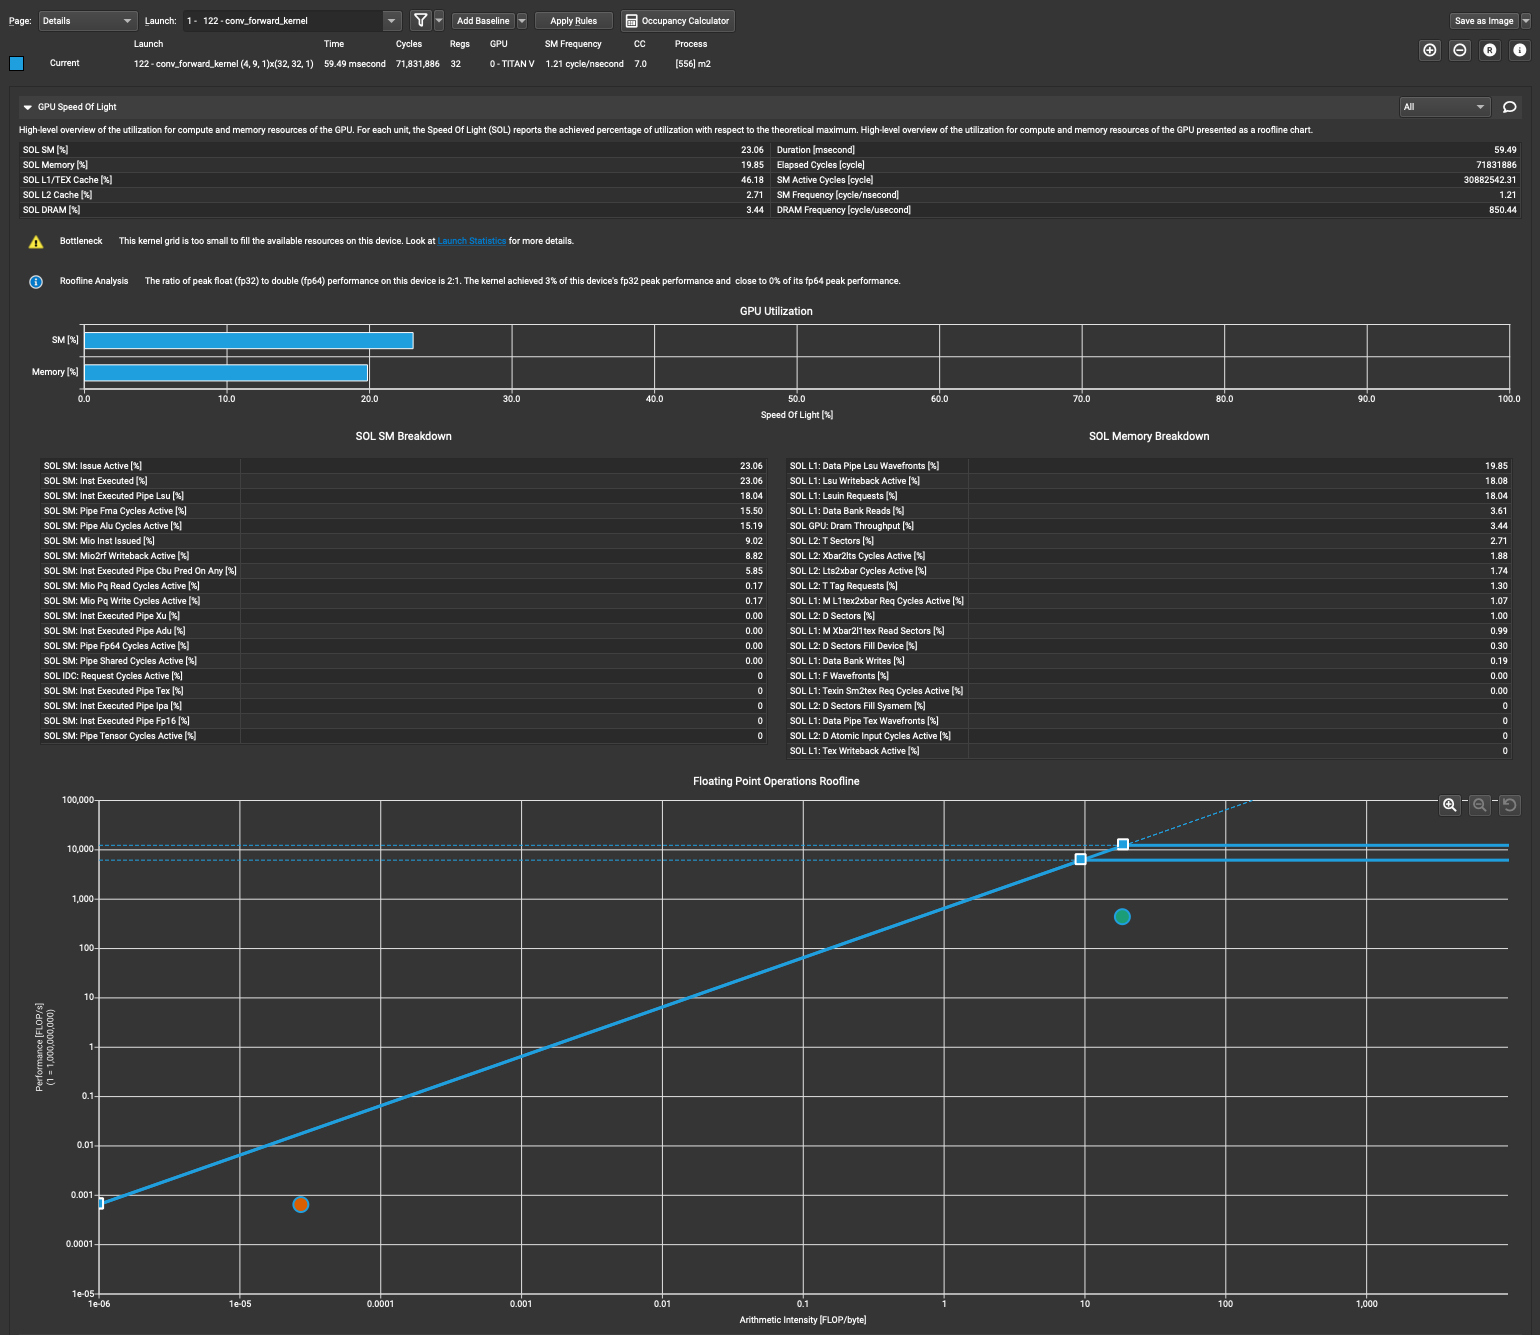 Page: Details Launch: 1 - 122 - conv_forward_kernel Add Baseline Apply Rules Occupancy Calculator Save as Image
Launch Time Cycles Regs GPU SM Frequency CC Process
Current 122 - conv_forward_kernel (4, 9, 1)x(32, 32, 1) 59.49 msecond 71,831,886 32 0 - TITAN V 1.21 cycle/nsecond 7.0 [556] m2
R i
GPU Speed Of Light All
High-level overview of the utilization for compute and memory resources of the GPU. For each unit, the Speed Of Light (SOL) reports the achieved percentage of utilization with respect to the theoretical maximum. High-level overview of the utilization for compute and memory resources of the GPU presented as a roofline chart.
SOL SM [%] 23.06 Duration [msecond] 59.49
SOL Memory [%] 19.85 Elapsed Cycles [cycle] 71831886
SOL L1/TEX Cache [%] 46.18 SM Active Cycles [cycle] 30882542.31
SOL L2 Cache [%] 2.71 SM Frequency [cycle/nsecond] 1.21
SOL DRAM [%] 3.44 DRAM Frequency [cycle/usecond] 850.44
Bottleneck This kernel grid is too small to fill the available resources on this device. Look at Launch Statistics for more details.
Roofline Analysis The ratio of peak float (fp32) to double (fp64) performance on this device is 2:1. The kernel achieved 3% of this device's fp32 peak performance and close to 0% of its fp64 peak performance.
GPU Utilization
SM [%]
Memory [%]
0.0 10.0 20.0 30.0 40.0 50.0 60.0 70.0 80.0 90.0 100.0
Speed Of Light [%]
SOL SM Breakdown
SOL SM: Issue Active [%] 23.06
SOL SM: Inst Executed [%] 23.06
SOL SM: Inst Executed Pipe Lsu [%] 18.04
SOL SM: Pipe Fma Cycles Active [%] 15.50
SOL SM: Pipe Alu Cycles Active [%] 15.19
SOL SM: Mio Inst Issued [%] 9.02
SOL SM: Mio2rf Writeback Active [%] 8.82
SOL SM: Inst Executed Pipe Cbu Pred On Any [%] 5.85
SOL SM: Mio Pq Read Cycles Active [%] 0.17
SOL SM: Mio Pq Write Cycles Active [%] 0.17
SOL SM: Inst Executed Pipe Xu [%] 0.00
SOL SM: Inst Executed Pipe Adu [%] 0.00
SOL SM: Pipe Fp64 Cycles Active [%] 0.00
SOL SM: Pipe Shared Cycles Active [%] 0.00
SOL IDC: Request Cycles Active [%] 0
SOL SM: Inst Executed Pipe Tex [%] 0
SOL SM: Inst Executed Pipe Ipa [%] 0
SOL SM: Inst Executed Pipe Fp16 [%] 0
SOL SM: Pipe Tensor Cycles Active [%] 0
SOL Memory Breakdown
SOL L1: Data Pipe Lsu Wavefronts [%] 19.85
SOL L1: Lsu Writeback Active [%] 18.08
SOL L1: Lsuin Requests [%] 18.04
SOL L1: Data Bank Reads [%] 3.61
SOL GPU: Dram Throughput [%] 3.44
SOL L2: T Sectors [%] 2.71
SOL L2: Xbar2lts Cycles Active [%] 1.88
SOL L2: Lts2xbar Cycles Active [%] 1.74
SOL L2: T Tag Requests [%] 1.30
SOL L1: M L1tex2xbar Req Cycles Active [%] 1.07
SOL L2: D Sectors [%] 1.00
SOL L1: M Xbar2l1tex Read Sectors [%] 0.99
SOL L2: D Sectors Fill Device [%] 0.30
SOL L1: Data Bank Writes [%] 0.19
SOL L1: F Wavefronts [%] 0.00
SOL L1: Texin Sm2tex Req Cycles Active [%] 0.00
SOL L2: D Sectors Fill Sysmem [%] 0
SOL L1: Data Pipe Tex Wavefronts [%] 0
SOL L2: D Atomic Input Cycles Active [%] 0
SOL L1: Tex Writeback Active [%] 0
Floating Point Operations Roofline
100,000
10,000
1,000
100
10
1
0.1
0.01
0.001
0.0001
1e-05
Performance [FLOP/s]
(1 = 1,000,000,000)
1e-06 1e-05 0.0001 0.001 0.01 0.1 1 10 100 1,000
Arithmetic Intensity [FLOP/byte]